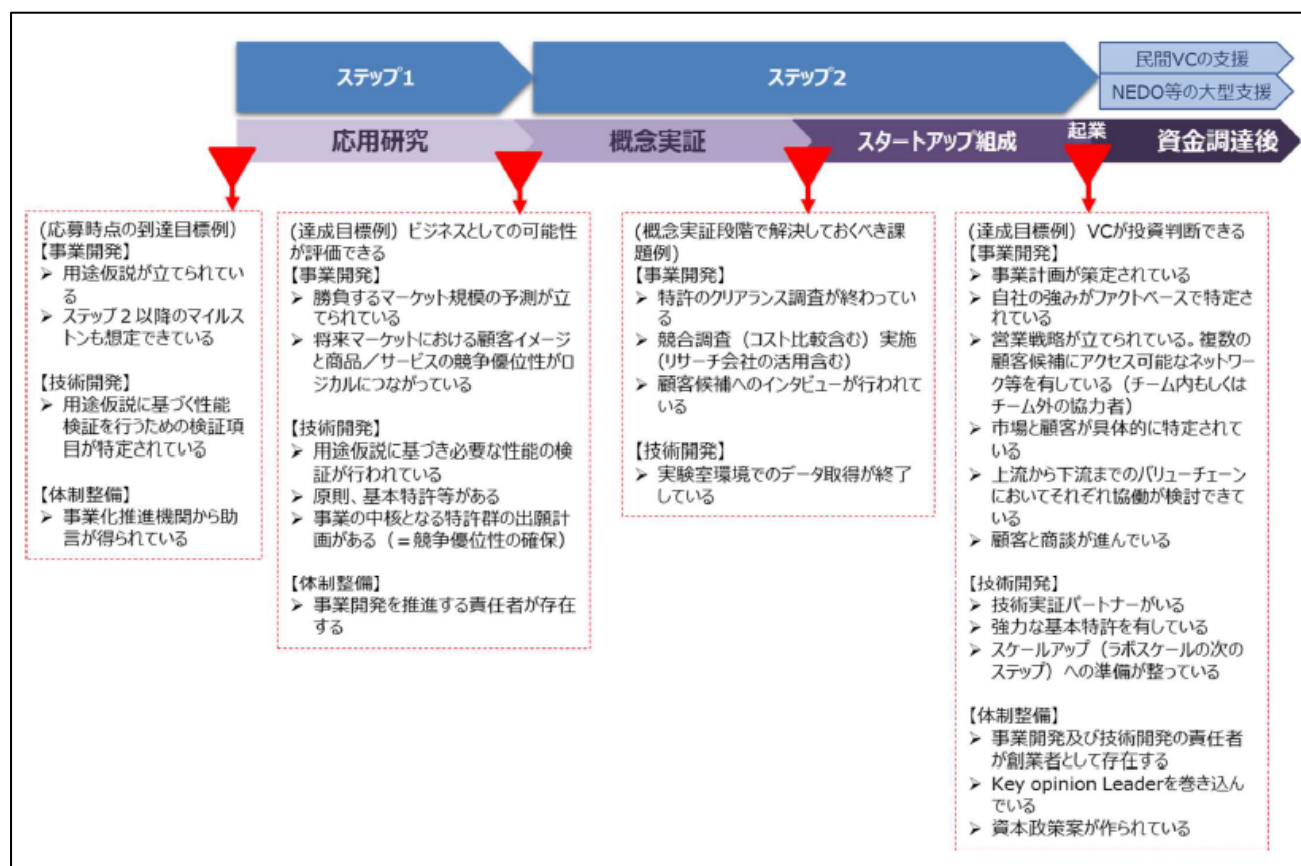 ステップ1
ステップ2
民間VCの支援
NEDO等の大型支援
応用研究
概念実証
スタートアップ組成
起業
資金調達後
(応募時点の到達目標例)
【事業開発】
➢ 用途仮説が立てられてい
る
➢ ステップ２以降のマイルス
トンも想定できている
【技術開発】
➢ 用途仮説に基づく性能
検証を行うための検証項
目が特定されている
【体制整備】
➢ 事業化推進機関から助
言が得られている
(達成目標例) ビジネスとしての可能性
が評価できる
【事業開発】
➢ 勝負するマーケット規模の予測が立
てられている
➢ 将来マーケットにおける顧客イメージ
と商品／サービスの競争優位性がロ
ジカルにつながっている
【技術開発】
➢ 用途仮説に基づき必要な性能の検
証が行われている
➢ 原則、基本特許等がある
➢ 事業の中核となる特許群の出願計
画がある（＝競争優位性の確保）
【体制整備】
➢ 事業開発を推進する責任者が存在
する
(概念実証段階で解決しておくべき課
題例)
【事業開発】
➢ 特許のクリアランス調査が終わってい
る
➢ 競合調査（コスト比較含む）実施
(リサーチ会社の活用含む)
➢ 顧客候補へのインタビューが行われて
いる
【技術開発】
➢ 実験室環境でのデータ取得が終了
している
(達成目標例) VCが投資判断できる
【事業開発】
➢ 事業計画が策定されている
➢ 自社の強みがファクトベースで特定さ
れている
➢ 営業戦略が立てられている。複数の
顧客候補にアクセス可能なネットワー
ク等を有している（チーム内もしくは
チーム外の協力者）
➢ 市場と顧客が具体的に特定されて
いる
➢ 上流から下流までのバリューチェーン
においてそれぞれ協働が検討できて
いる
➢ 顧客と商談が進んでいる
【技術開発】
➢ 技術実証パートナーがいる
➢ 強力な基本特許を有している
➢ スケールアップ（ラボスケールの次の
ステップ）への準備が整っている
【体制整備】
➢ 事業開発及び技術開発の責任者
が創業者として存在する
➢ Key opinion Leaderを巻き込ん
でいる
➢ 資本政策案が作られている